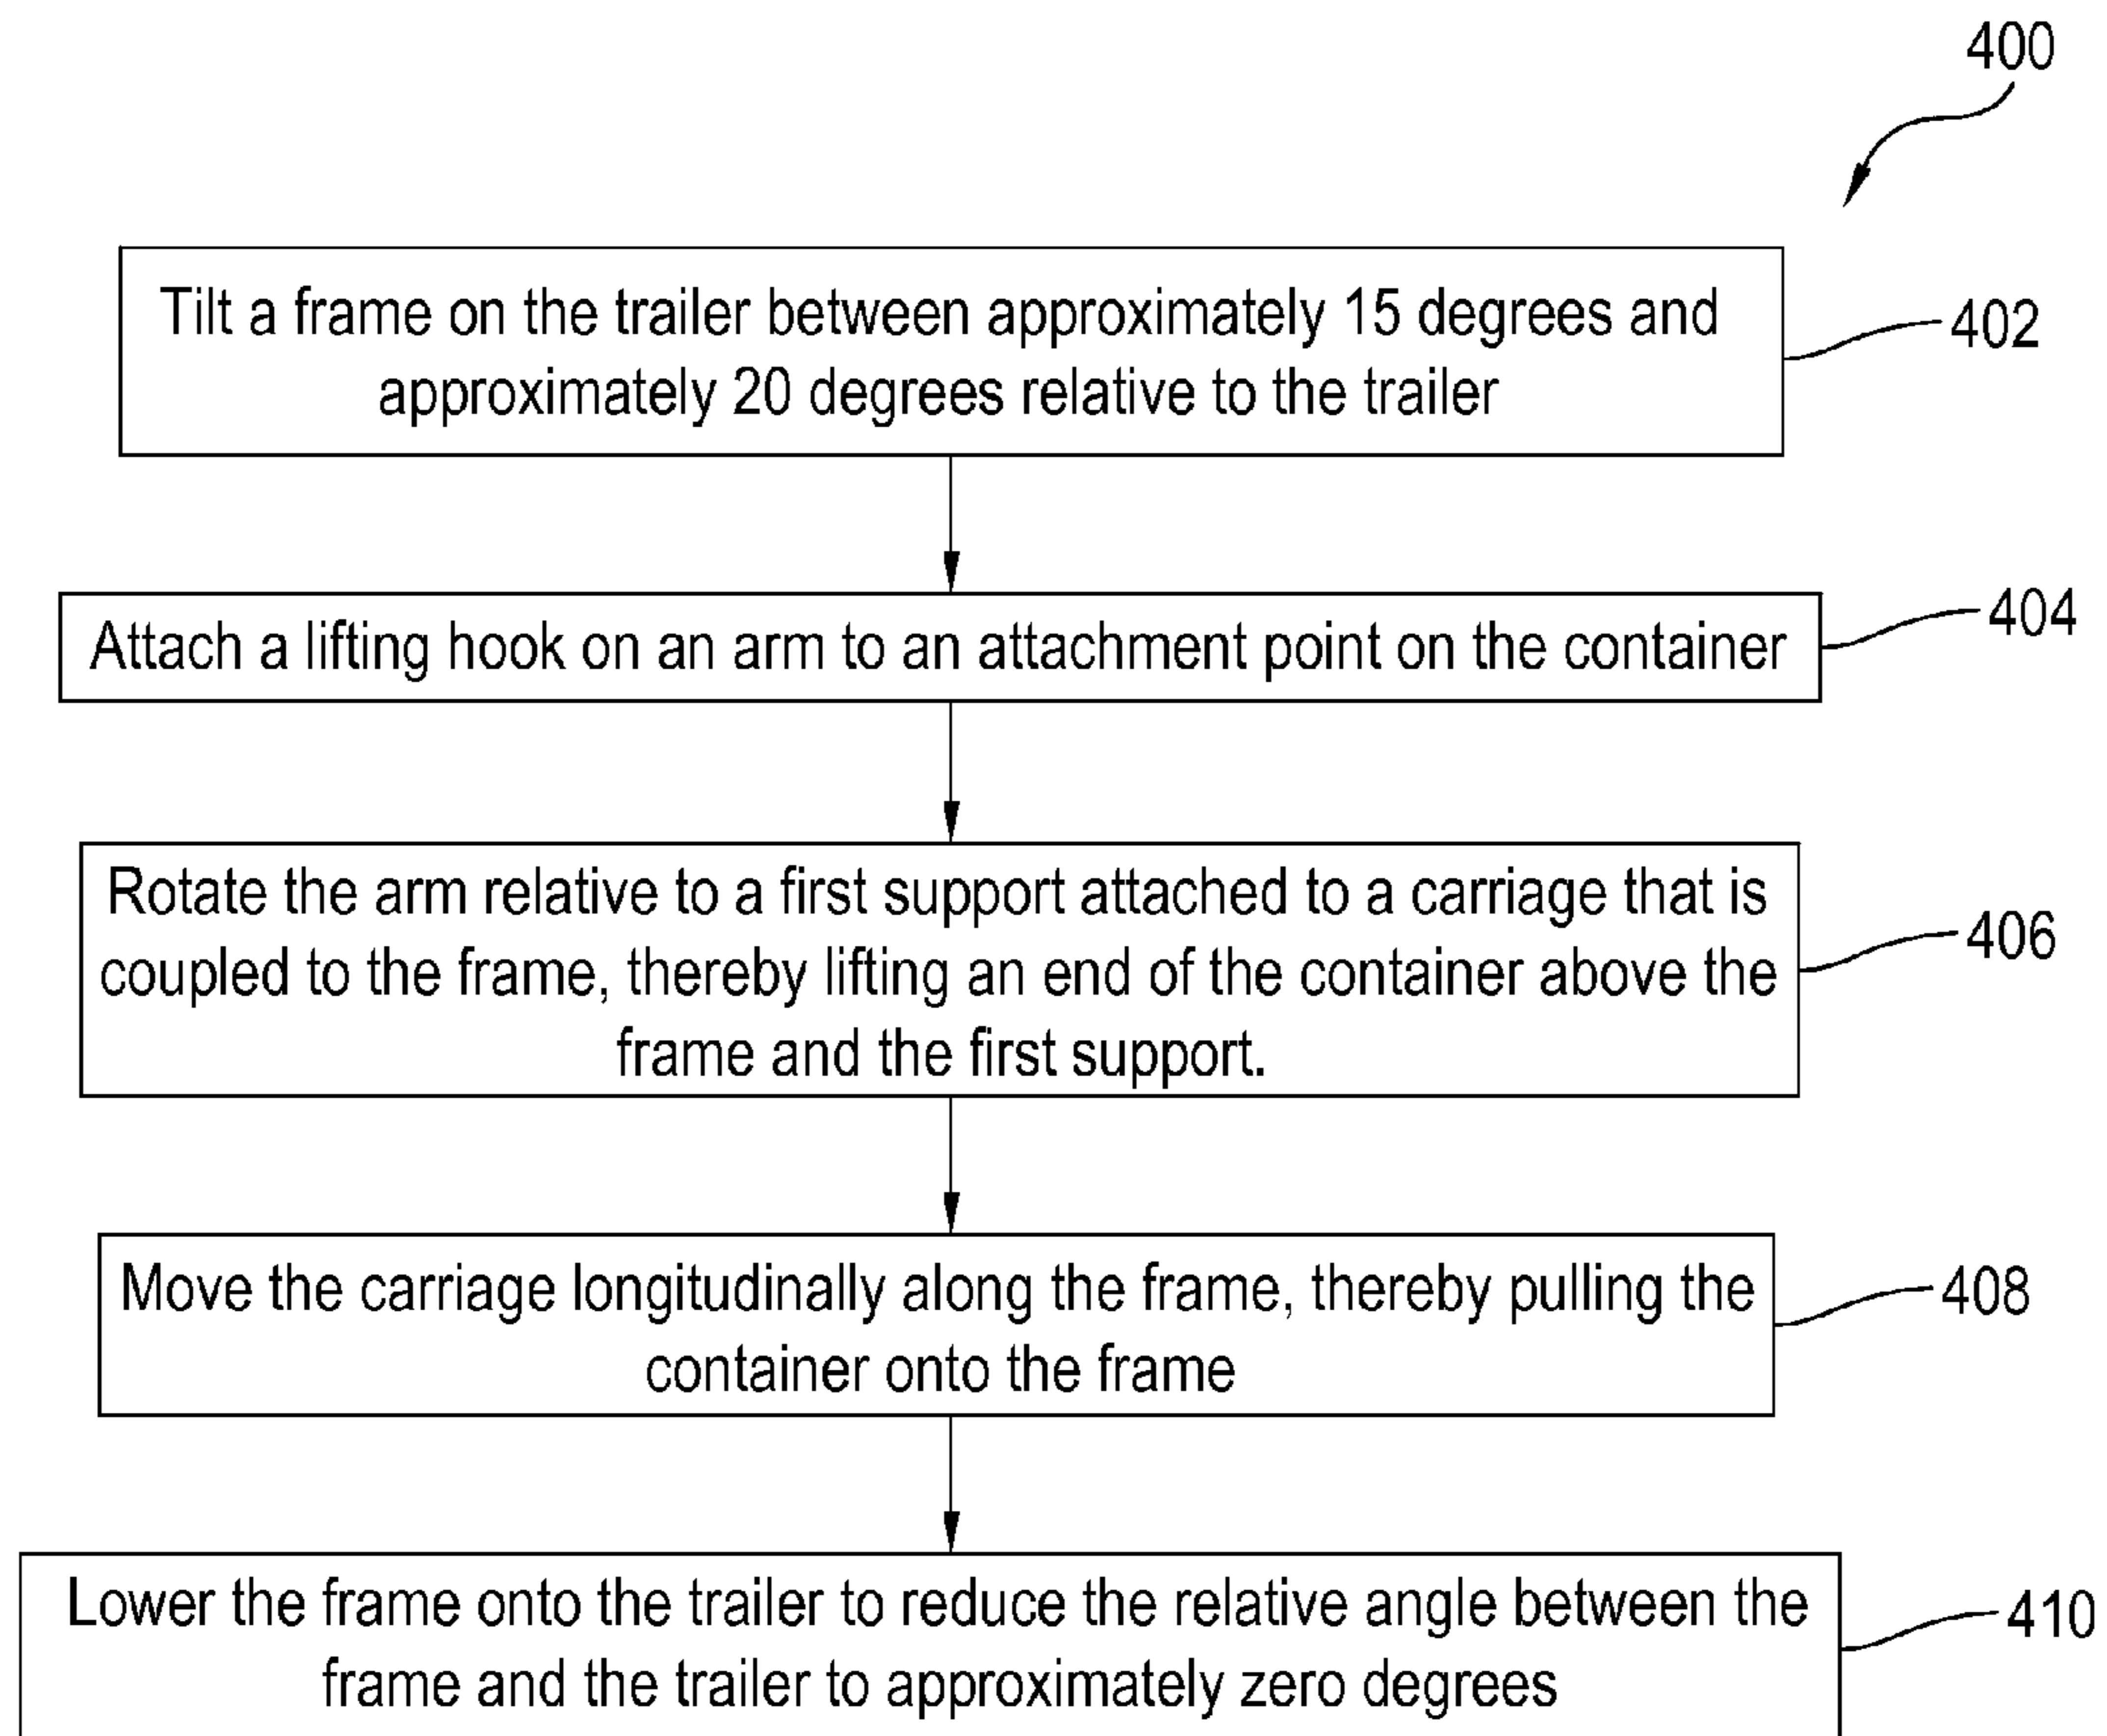 400
Tilt a frame on the trailer between approximately 15 degrees and
approximately 20 degrees relative to the trailer
402
Attach a lifting hook on an arm to an attachment point on the container
404
Rotate the arm relative to a first support attached to a carriage that is
coupled to the frame, thereby lifting an end of the container above the
frame and the first support.
406
Move the carriage longitudinally along the frame, thereby pulling the
container onto the frame
408
Lower the frame onto the trailer to reduce the relative angle between the
frame and the trailer to approximately zero degrees
410